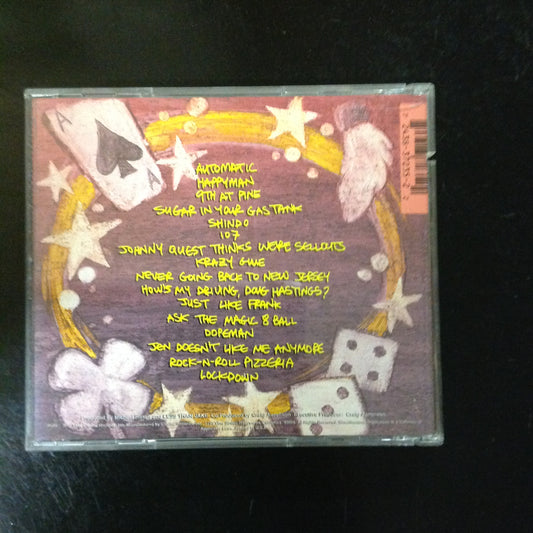 A
AUTOMATIC
HAPPYMAN
9TH AT PINE
SUGAR IN YOUR GAS TANK
SHINDO
107
JOHNNY QUEST THINKS WE'RE SELLOUTS
KRAZY GLUE
NEVER GOING BACK TO NEW JERSEY
HOW'S MY DRIVING, DOUG HASTINGS?
JUST LIKE FRANK
ASK THE MAGIC 8 BALL
DOPEMAN
JEN DOESN'T LIKE ME ANYMORE
ROCK-N-ROLL PIZZERIA
LOCKDOWN
A